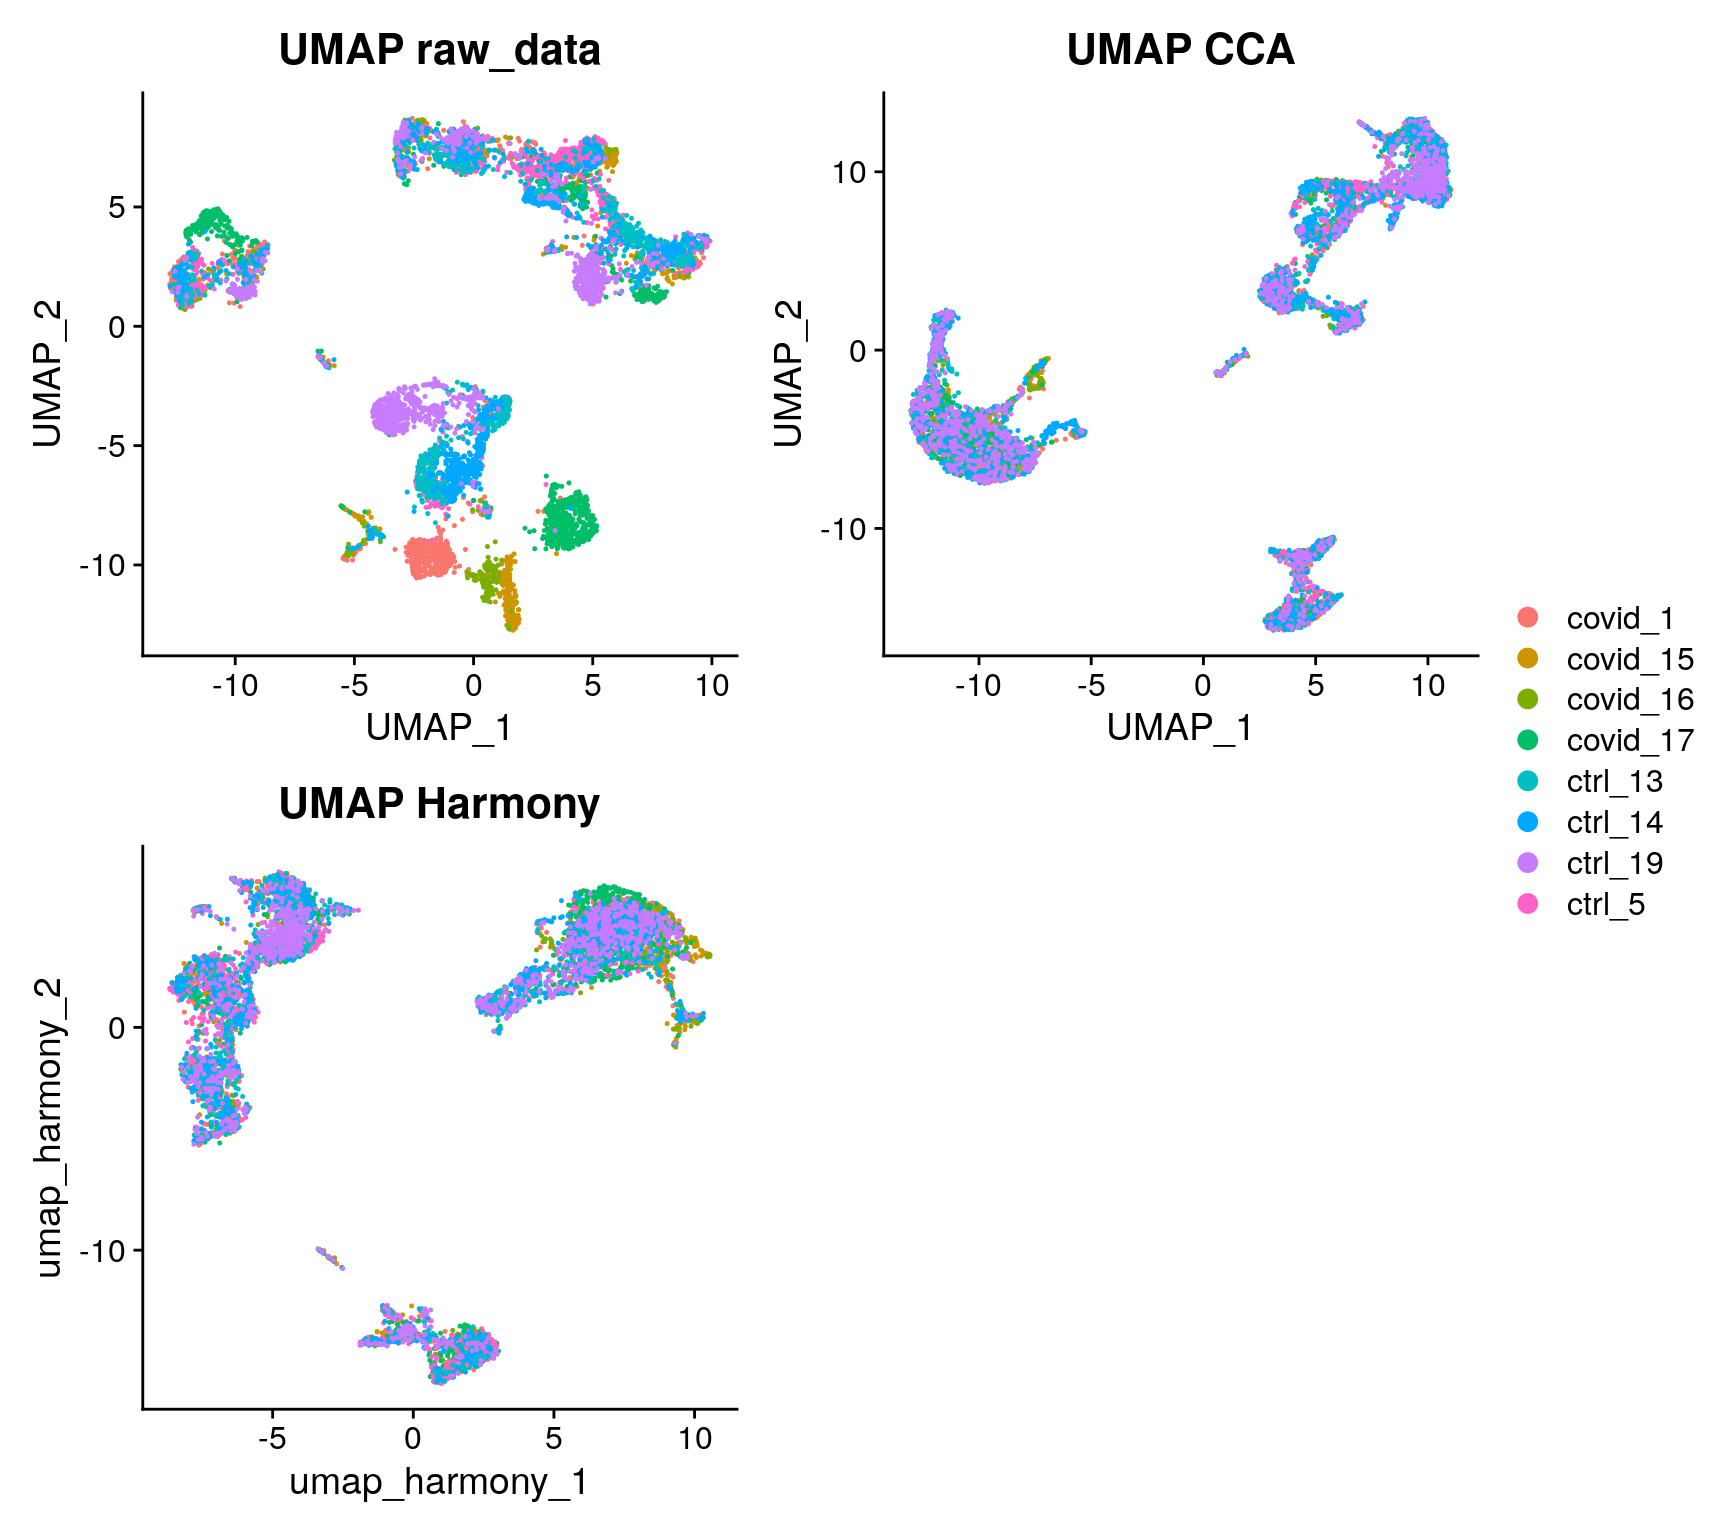 UMAP raw_data
UMAP_2
5
0
-5
-10
-10 -5 0 5 10
UMAP_1
UMAP CCA
UMAP_2
10
0
-10
-10 -5 0 5 10
UMAP_1
covid_1
covid_15
covid_16
covid_17
ctrl_13
ctrl_14
ctrl_19
ctrl_5
UMAP Harmony
umap_harmony_2
0
-10
-5 0 5 10
umap_harmony_1